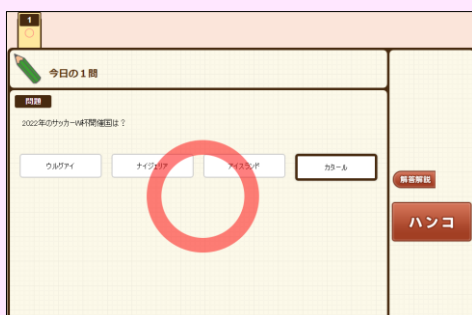 1
今日の1問
問題
2022年のサッカーW杯開催国は？
ウルグアイ
ナイジェリア
アイスランド
カタール
解答解説
ハンコ